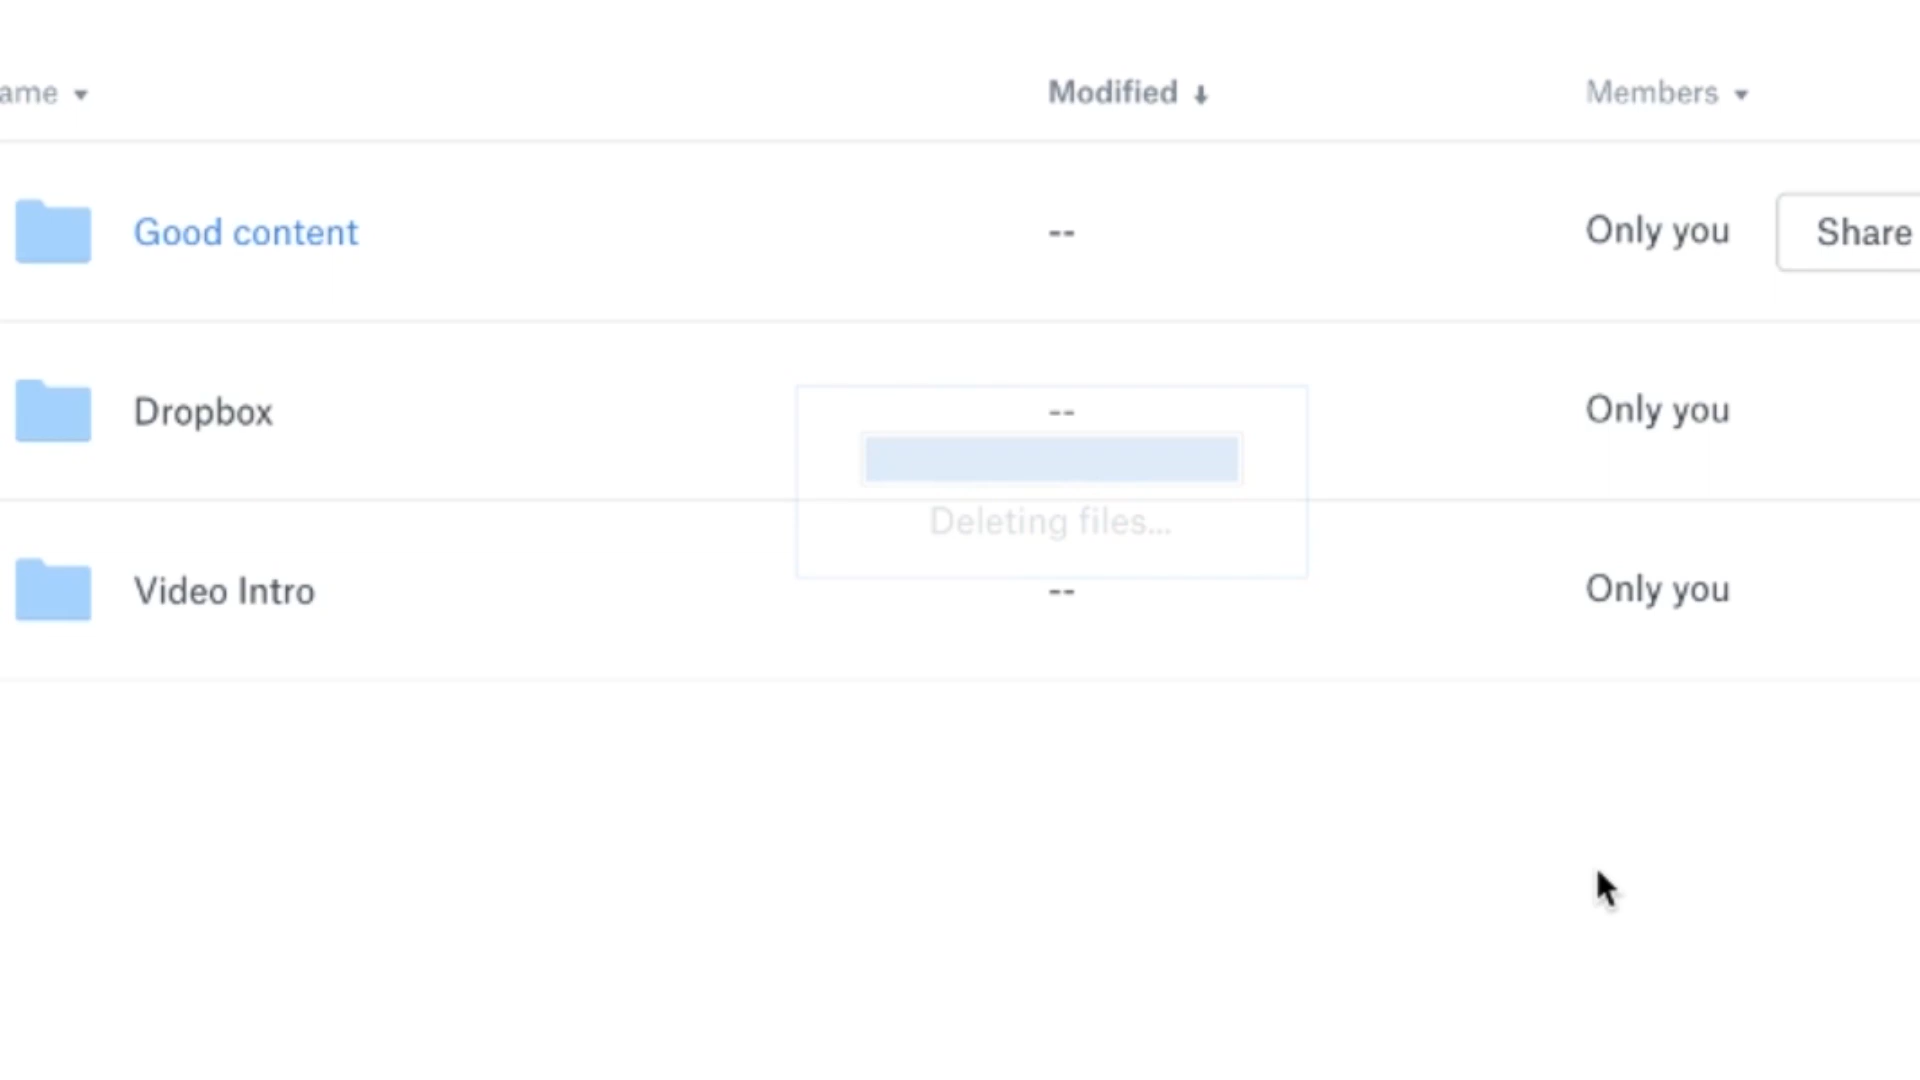 ame Modified Members
Good content -- Only you Share
Dropbox -- Only you
Deleting files...
Video Intro -- Only you